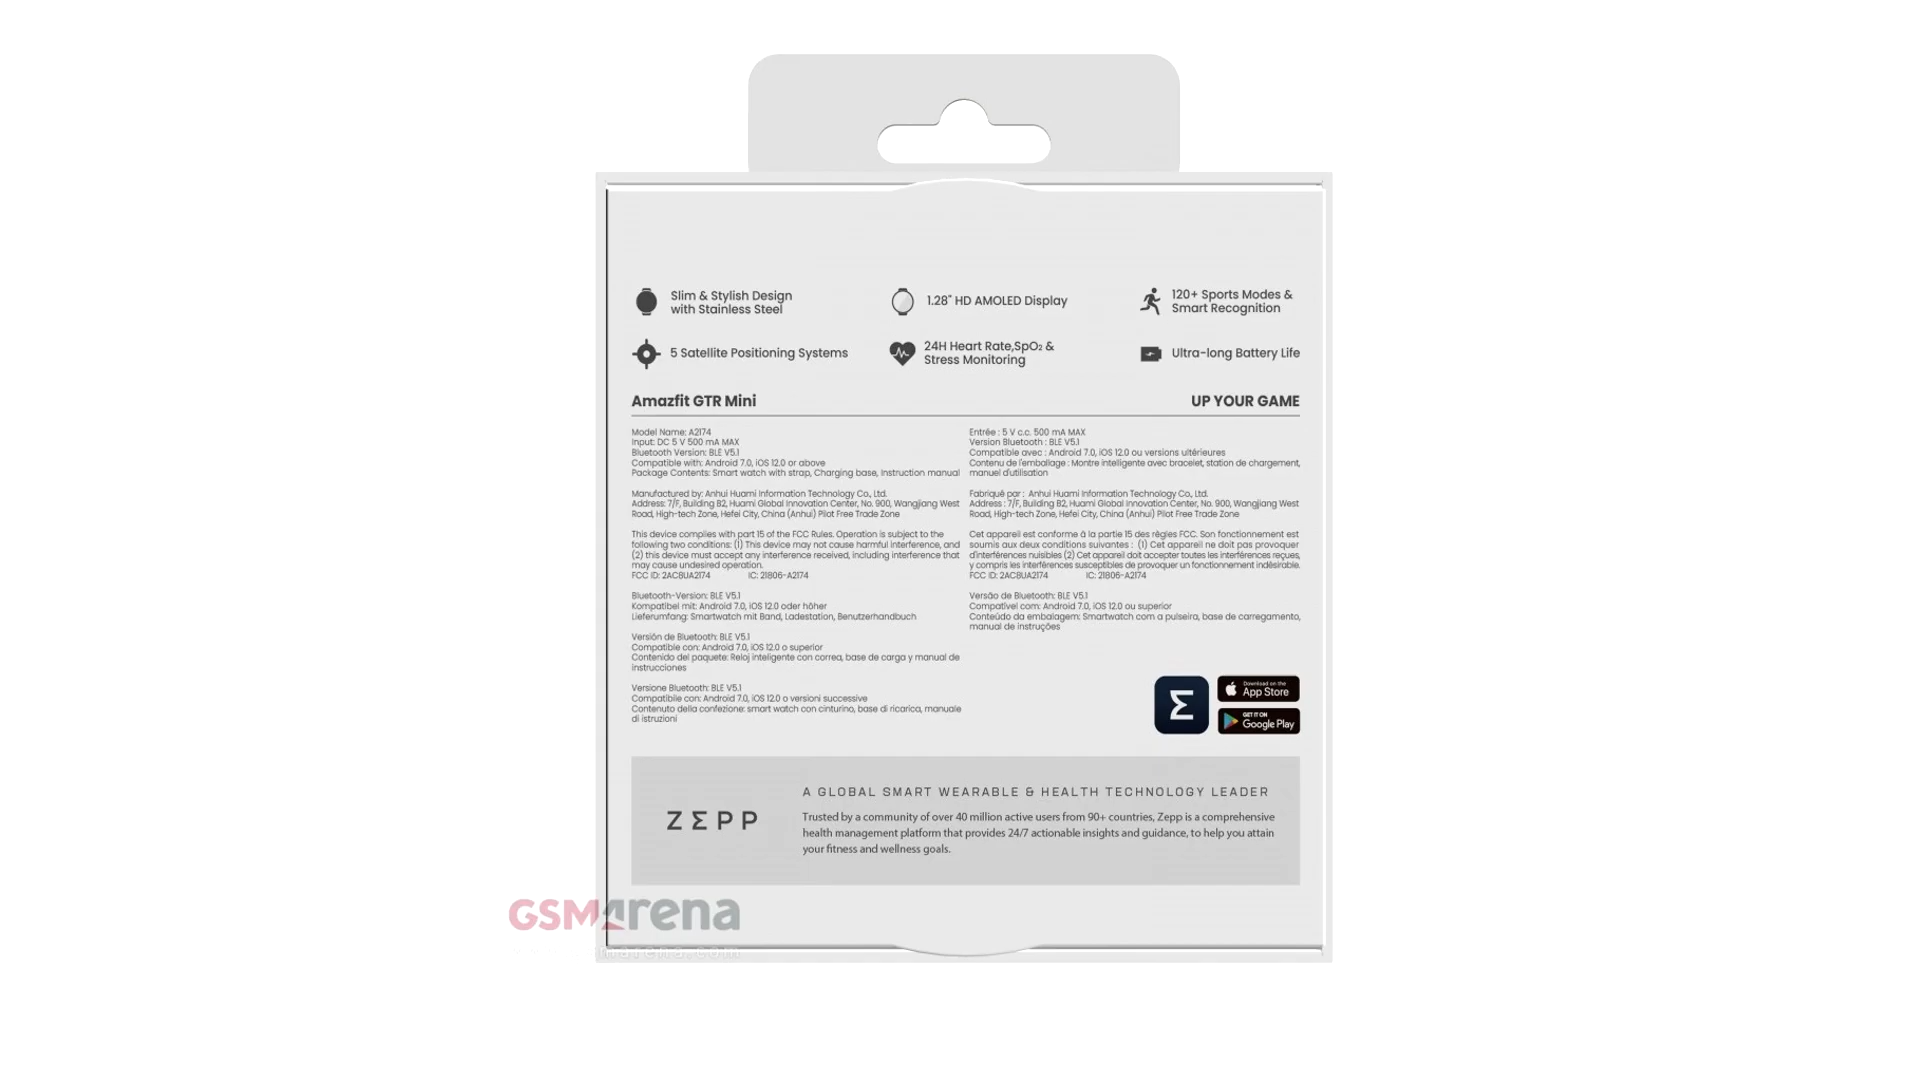 Slim & Stylish Design
with Stainless Steel
1.28" HD AMOLED Display
120+ Sports Modes &
Smart Recognition
5 Satellite Positioning Systems
24H Heart Rate,SpO₂ &
Stress Monitoring
Ultra-long Battery Life
Amazfit GTR Mini
UP YOUR GAME
Model Name: A2174
Input: DC 5 V 500 mA MAX
Bluetooth Version: BLE V5.1
Compatible with: Android 7.0, iOS 12.0 or above
Package Contents: Smart watch with strap, Charging base, Instruction manual
Manufactured by: Anhui Huami Information Technology Co., Ltd.
Address: 7/F, Building B2, Huami Global Innovation Center, No. 900, Wangjiang West
Road, High-tech Zone, Hefei City, China (Anhui) Pilot Free Trade Zone
This device complies with part 15 of the FCC Rules. Operation is subject to the
following two conditions: (1) This device may not cause harmful interference, and
(2) this device must accept any interference received, including interference that
may cause undesired operation.
FCC ID: 2AC8UA2174 IC: 21806-A2174
Bluetooth-Version: BLE V5.1
Kompatibel mit: Android 7.0, iOS 12.0 oder höher
Lieferumfang: Smartwatch mit Band, Ladestation, Benutzerhandbuch
Versión de Bluetooth: BLE V5.1
Compatible con: Android 7.0, iOS 12.0 o superior
Contenido del paquete: Reloj inteligente con correa, base de carga y manual de
instrucciones
Versione Bluetooth: BLE V5.1
Compatibile con: Android 7.0, iOS 12.0 o versioni successive
Contenuto della confezione: smart watch con cinturino, base di ricarica, manuale
di istruzioni
Entrée : 5 V c.c. 500 mA MAX
Version Bluetooth : BLE V5.1
Compatible avec : Android 7.0, iOS 12.0 ou versions ultérieures
Contenu de l'emballage : Montre inteligente avec bracelet, station de chargement,
manuel d'utilisation
Fabriqué par : Anhui Huami Information Technology Co., Ltd.
Address : 7/F, Building B2, Huami Global Innovation Center, No. 900, Wangjiang West
Road, High-tech Zone, Hefei City, China (Anhui) Pilot Free Trade Zone
Cet appareil est conforme à la partie 15 des règles FCC. Son fonctionnement est
soumis aux deux conditions suivantes : (1) Cet appareil ne doit pas provoquer
d'interférences nuisibles (2) Cet appareil doit accepter toutes les interférences reçues,
y compris les interférences susceptibles de provoquer un fonctionnement indésirable.
FCC ID: 2AC8UA2174 IC: 21806-A2174
Versão de Bluetooth: BLE V5.1
Compatível com: Android 7.0, iOS 12.0 ou superior
Conteúdo da embalagem: Smartwatch com a pulseira, base de carregamento,
manual de instruções
Download on the
App Store
GET IT ON
Google Play
ZΣPP
A GLOBAL SMART WEARABLE & HEALTH TECHNOLOGY LEADER
Trusted by a community of over 40 million active users from 90+ countries, Zepp is a comprehensive
health management platform that provides 24/7 actionable insights and guidance, to help you attain
your fitness and wellness goals.
GSMArena